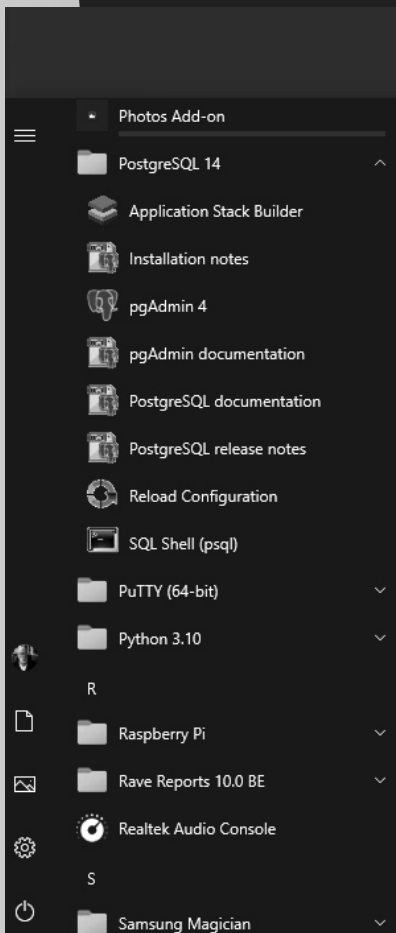 Photos Add-on
PostgreSQL 14
Application Stack Builder
Installation notes
pgAdmin 4
pgAdmin documentation
PostgreSQL documentation
PostgreSQL release notes
Reload Configuration
SQL Shell (psql)
PuTTY (64-bit)
Python 3.10
R
Raspberry Pi
Rave Reports 10.0 BE
Realtek Audio Console
S
Samsung Magician